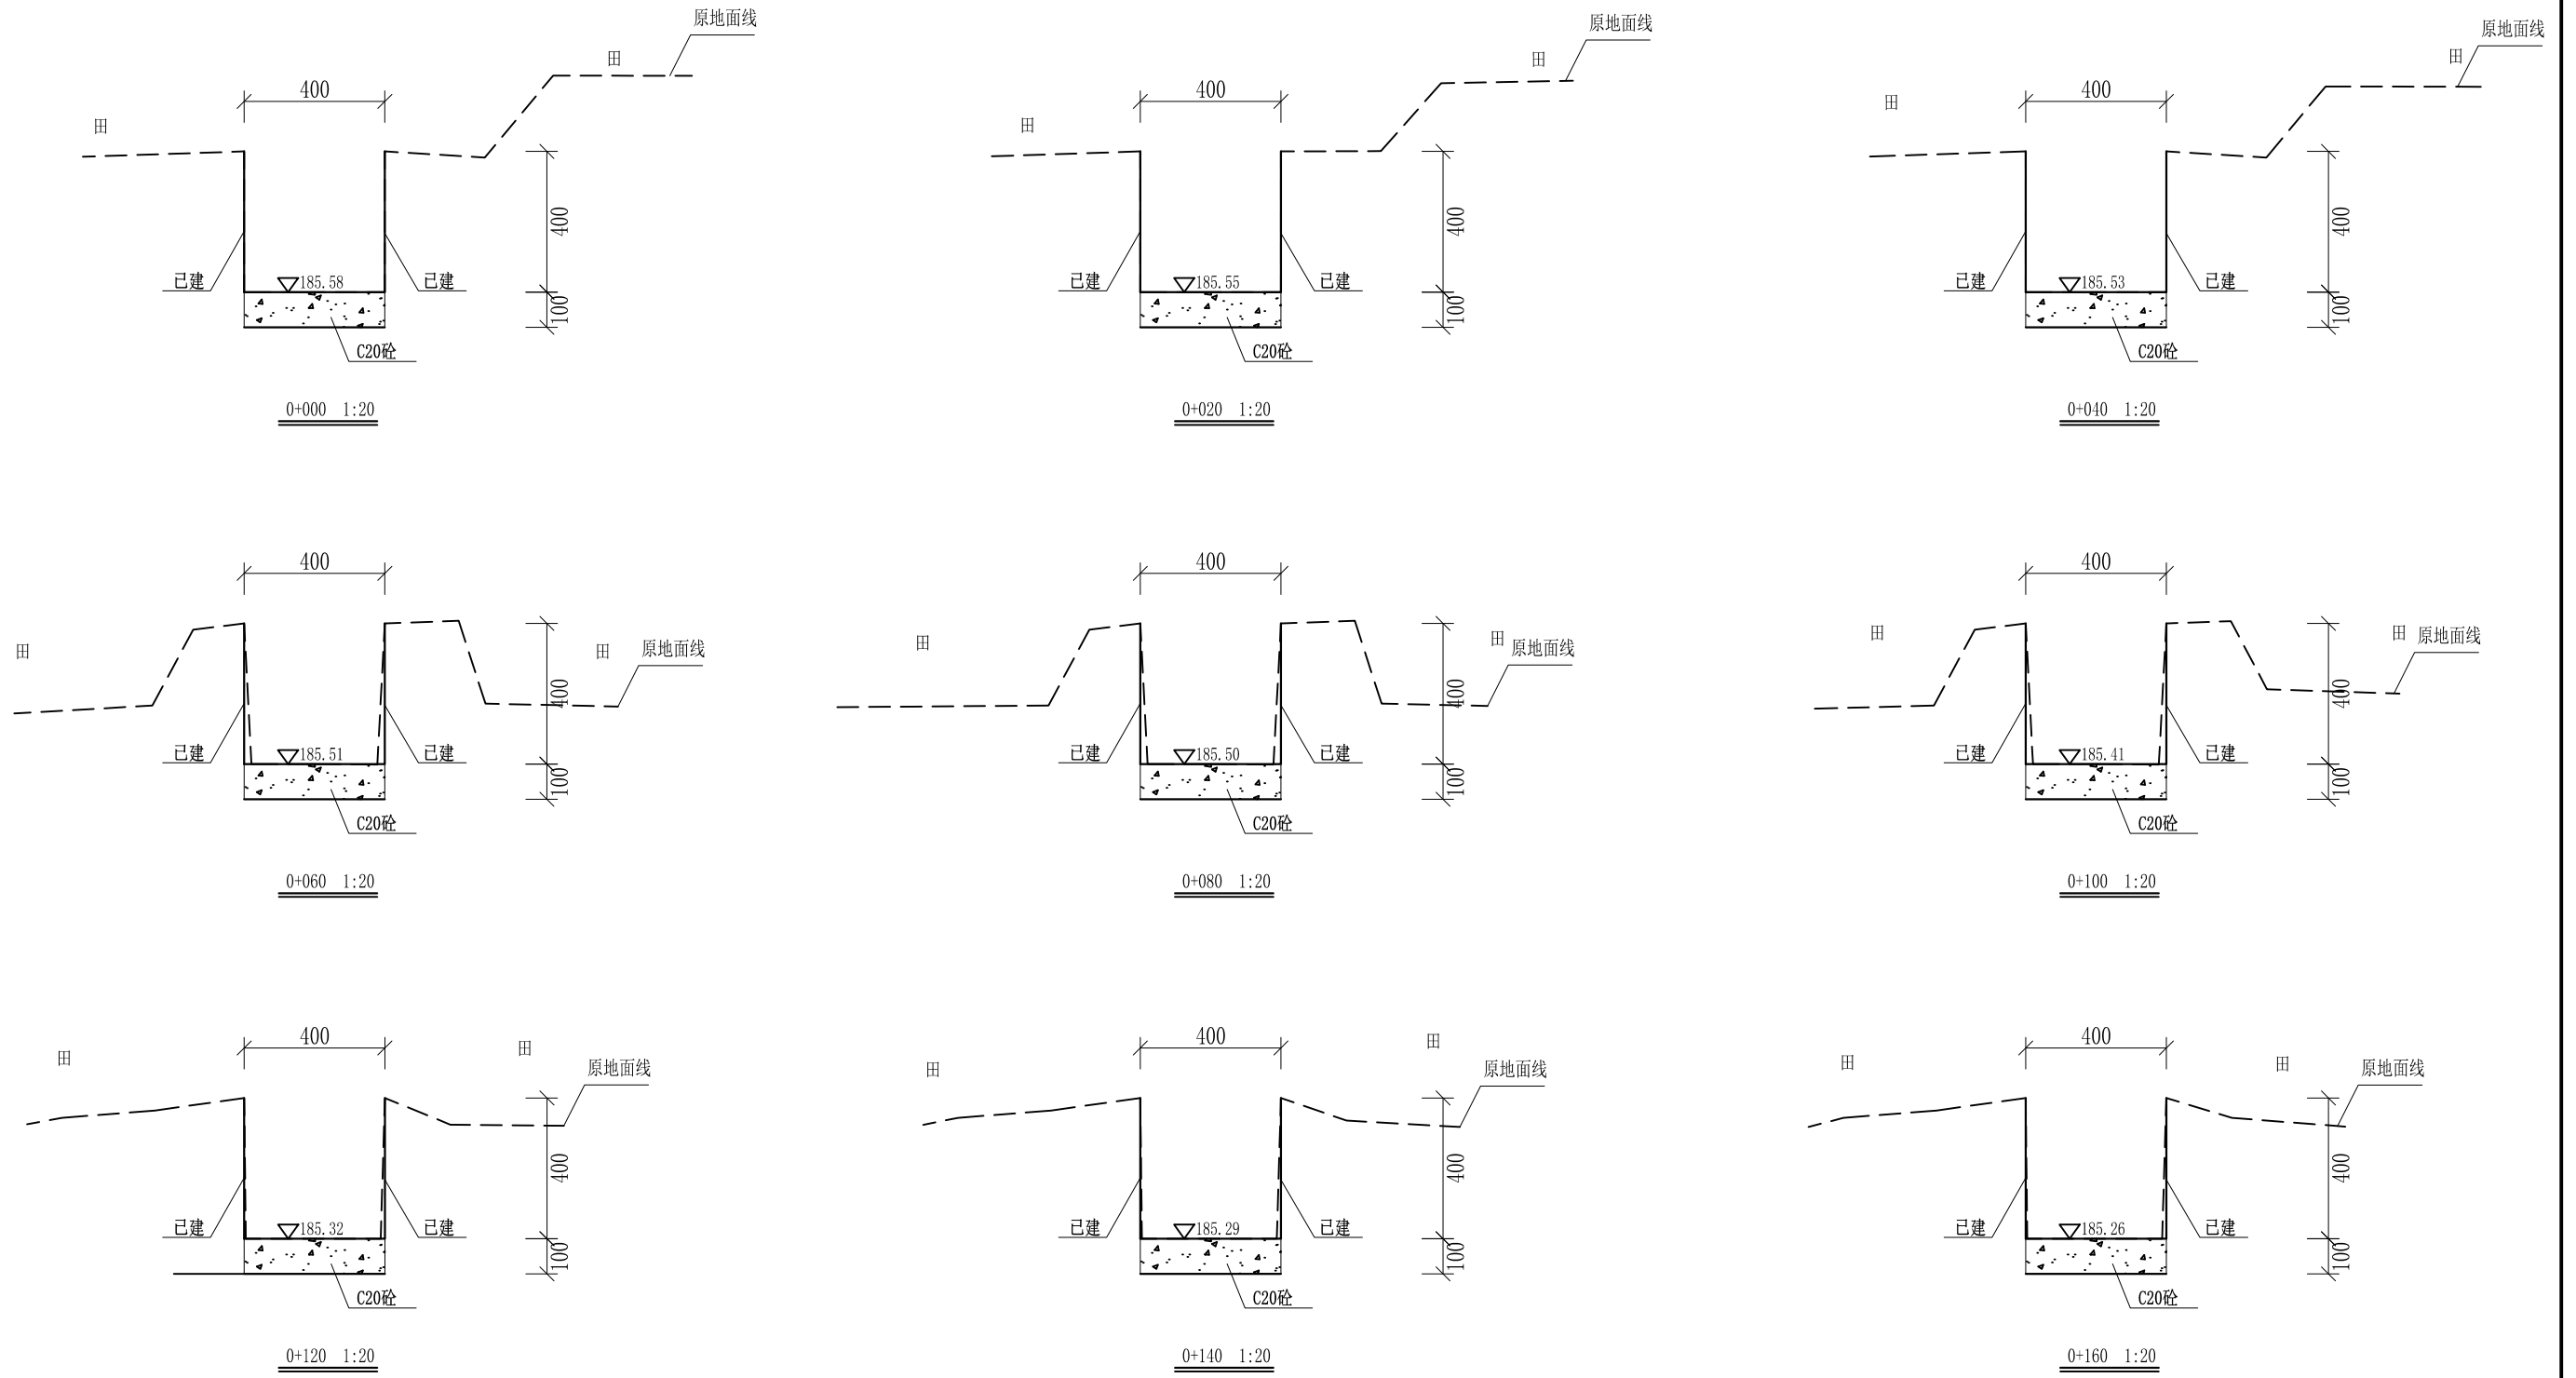 原地面线
田
400
田
400
已建
185.58
已建
100
C20砼
0+000 1:20
原地面线
田
400
田
400
已建
185.55
已建
100
C20砼
0+020 1:20
原地面线
田
400
田
400
已建
185.53
已建
100
C20砼
0+040 1:20
400
田
田
原地面线
400
已建
185.51
已建
100
C20砼
0+060 1:20
400
田
田
原地面线
400
已建
185.50
已建
100
C20砼
0+080 1:20
400
田
田
原地面线
400
已建
185.41
已建
100
C20砼
0+100 1:20
400
田
田
原地面线
400
已建
185.32
已建
100
C20砼
0+120 1:20
400
田
田
原地面线
400
已建
185.29
已建
100
C20砼
0+140 1:20
400
田
田
原地面线
400
已建
185.26
已建
100
C20砼
0+160 1:20